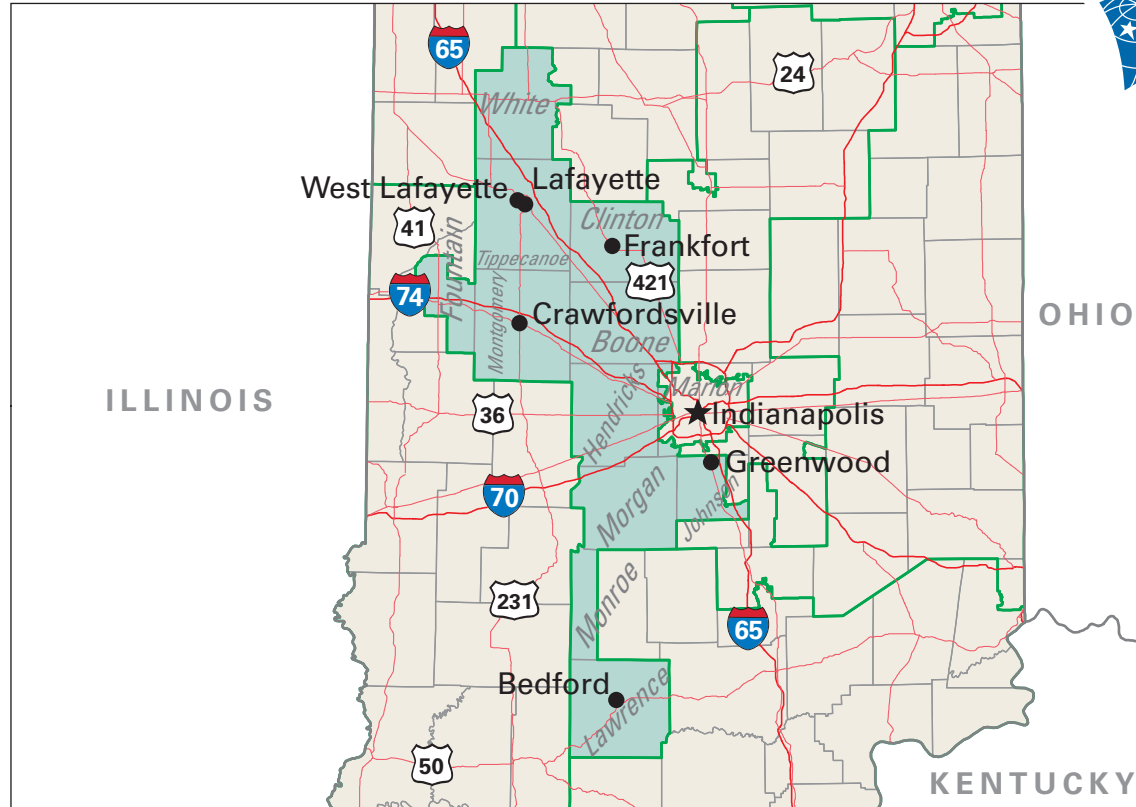 65
24
White
West Lafayette
Lafayette
41
Clinton
Frankfort
Fountain
Tippecanoe
421
74
Montgomery
Crawfordsville
OHIO
Boone
Marion
ILLINOIS
36
Hendricks
Indianapolis
Greenwood
70
Morgan
Johnson
231
Monroe
65
Bedford
Lawrence
50
KENTUCKY